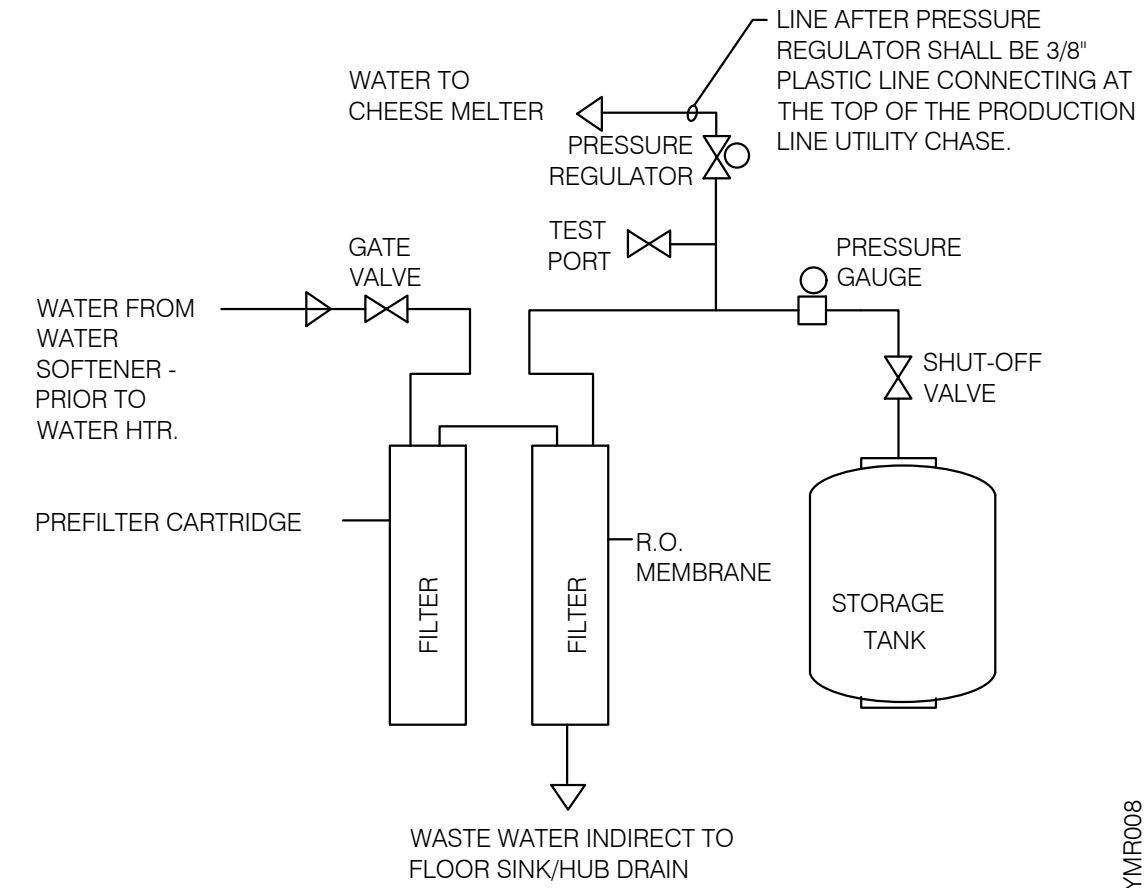 LINE AFTER PRESSURE
REGULATOR SHALL BE 3/8"
PLASTIC LINE CONNECTING AT
THE TOP OF THE PRODUCTION
LINE UTILITY CHASE.
WATER TO
CHEESE MELTER
PRESSURE
REGULATOR
TEST
PORT
PRESSURE
GAUGE
GATE
VALVE
WATER FROM
WATER
SOFTENER -
PRIOR TO
WATER HTR.
SHUT-OFF
VALVE
PREFILTER CARTRIDGE
FILTER
FILTER
R.O.
MEMBRANE
STORAGE
TANK
WASTE WATER INDIRECT TO
FLOOR SINK/HUB DRAIN
YMR008